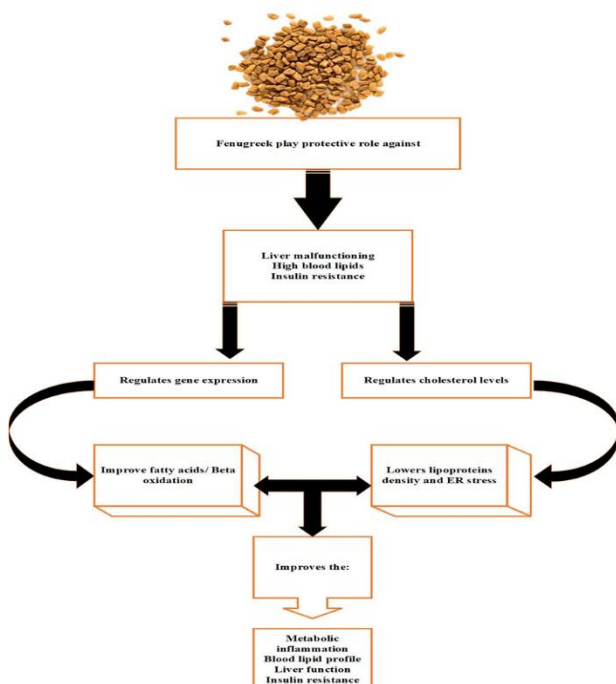 Fenugreek play protective role against
Liver malfunctioning
High blood lipids
Insulin resistance
Regulates gene expression
Regulates cholesterol levels
Improve fatty acids/ Beta
oxidation
Lowers lipoproteins
density and ER stress
Improves the:
Metabolic
inflammation
Blood lipid profile
Liver function
Insulin resistance